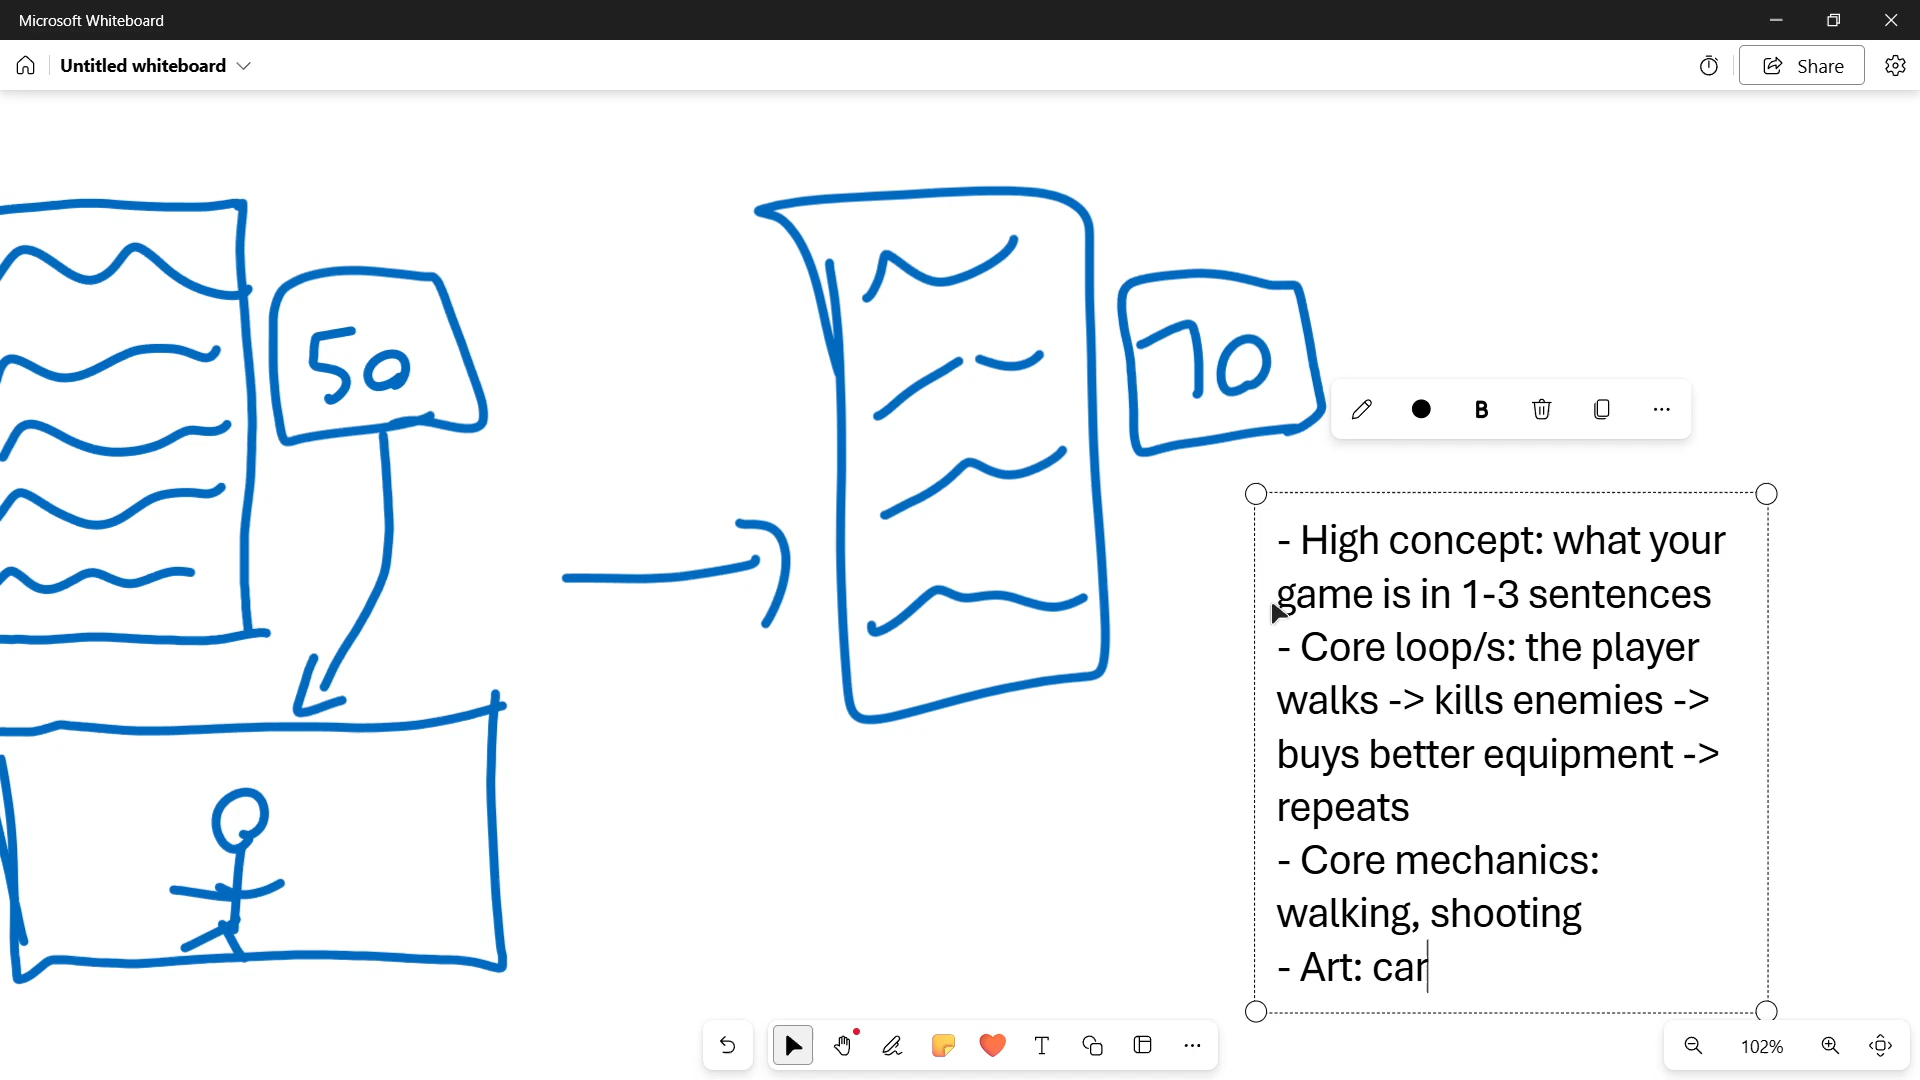 Microsoft Whiteboard
Untitled whiteboard
Share
50
70
B
- High concept: what your
game is in 1-3 sentences
- Core loop/s: the player
walks -> kills enemies ->
buys better equipment ->
repeats
- Core mechanics:
walking, shooting
- Art: car
102%